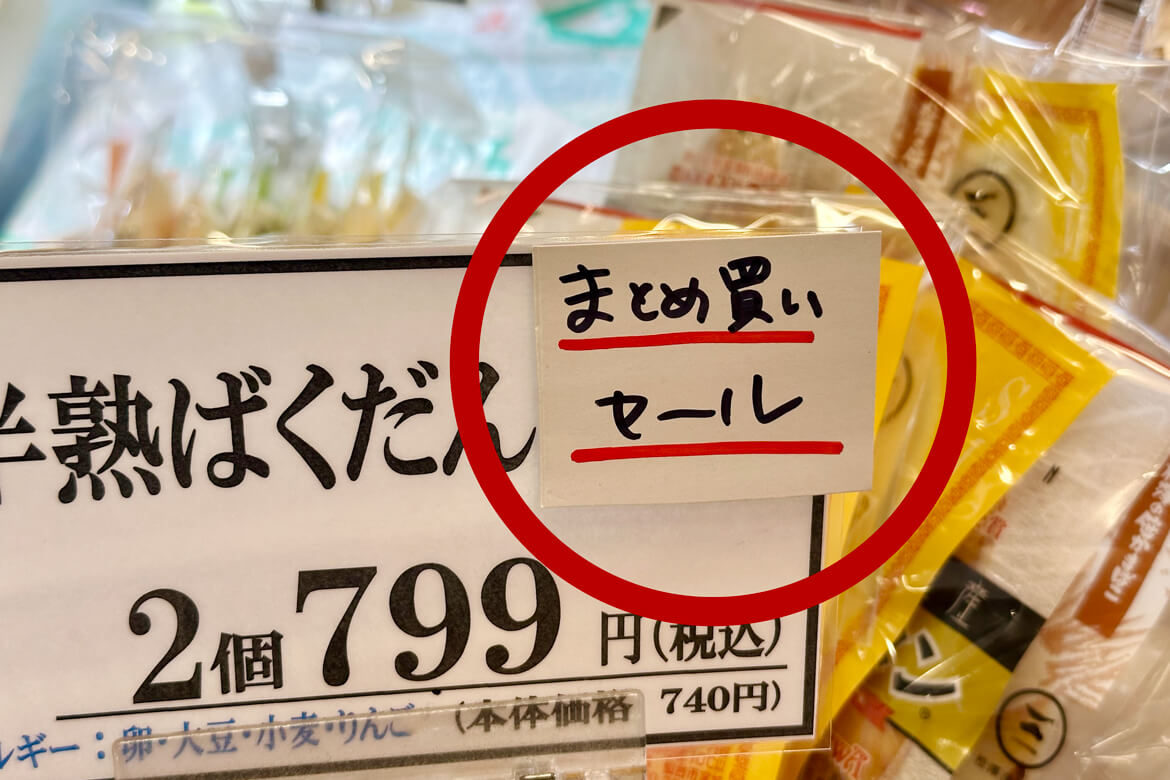 まとめ買い
セール
半熟ばくだん
2個799円(税込)
(本体価格 740円)
ルギー:卵・大豆・小麦・りんご